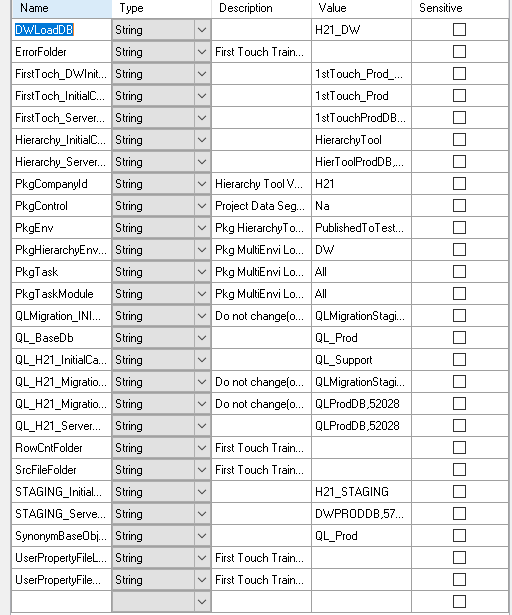 Name Type Description Value Sensitive
DWLoadDB String H21_DW
ErrorFolder String First Touch Train...
FirstToch_DWInit... String 1stTouch_Prod_...
FirstToch_InitialC... String 1stTouch_Prod
FirstToch_Server... String 1stTouchProdDB...
Hierarchy_InitialC... String HierarchyTool
Hierarchy_Server... String HierToolProdDB,...
PkgCompanyId String Hierarchy Tool V... H21
PkgControl String Project Data Seg... Na
PkgEnv String Pkg HierarchyTo... PublishedToTest...
PkgHierarchyEnv... String Pkg MultiEnvi Lo... DW
PkgTask String Pkg MultiEnvi Lo... All
PkgTaskModule String Pkg MultiEnvi Lo... All
QLMigration_INI... String Do not change(o... QLMigrationStagi...
QL_BaseDb String QL_Prod
QL_H21_InitialCa... String QL_Support
QL_H21_Migratio... String Do not change(o... QLMigrationStagi...
QL_H21_Migratio... String Do not change(o... QLProdDB,52028
QL_H21_Server... String QLProdDB,52028
RowCntFolder String First Touch Train...
SrcFileFolder String First Touch Train...
STAGING_Initial... String H21_STAGING
STAGING_Serve... String DWPRODDB,57...
SynonymBaseObj... String QL_Prod
UserPropertyFileL... String First Touch Train...
UserPropertyFile... String First Touch Train...